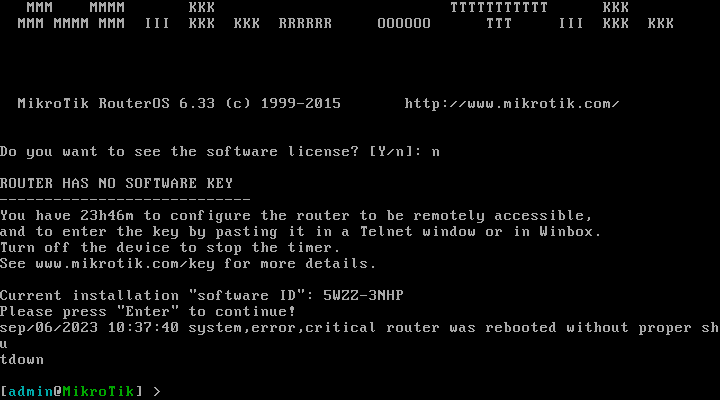 MMM MMMM KKK TTTTTTTTTTT KKK
MMM MMMM MMM III KKK KKK RRRRRR OOOOOO TTT III KKK KKK
MikroTik RouterOS 6.33 (c) 1999-2015 http://www.mikrotik.com/
Do you want to see the software license? [Y/n]: n
ROUTER HAS NO SOFTWARE KEY
----------------------------
You have 23h46m to configure the router to be remotely accessible,
and to enter the key by pasting it in a Telnet window or in Winbox.
Turn off the device to stop the timer.
See www.mikrotik.com/key for more details.
Current installation "software ID": 5WZZ-3NHP
Please press "Enter" to continue!
sep/06/2023 10:37:40 system,error,critical router was rebooted without proper sh
u
tdown
[admin@MikroTik] >